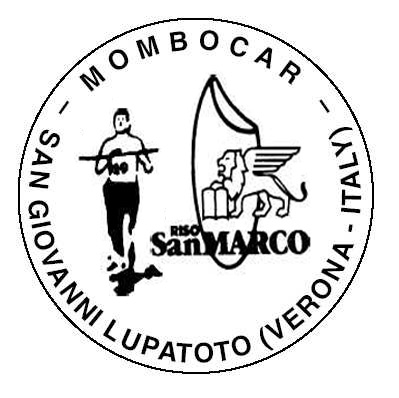 – MOMBOCAR –
SAN GIOVANNI LUPATOTO (VERONA - ITALY)
RISO
SanMARCO